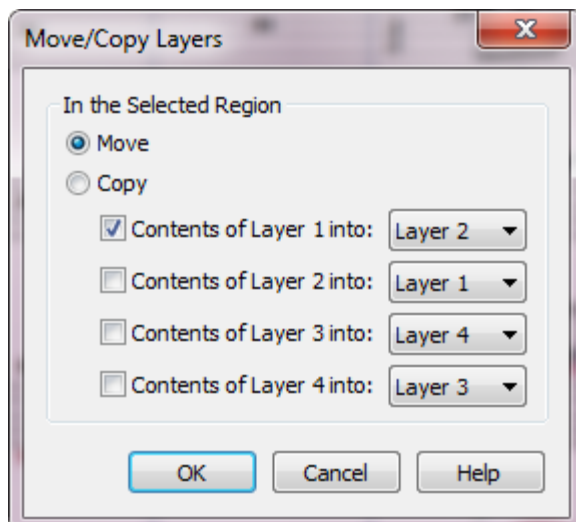 Move/Copy Layers
In the Selected Region
Move
Copy
Contents of Layer 1 into: Layer 2
Contents of Layer 2 into: Layer 1
Contents of Layer 3 into: Layer 4
Contents of Layer 4 into: Layer 3
OK Cancel Help